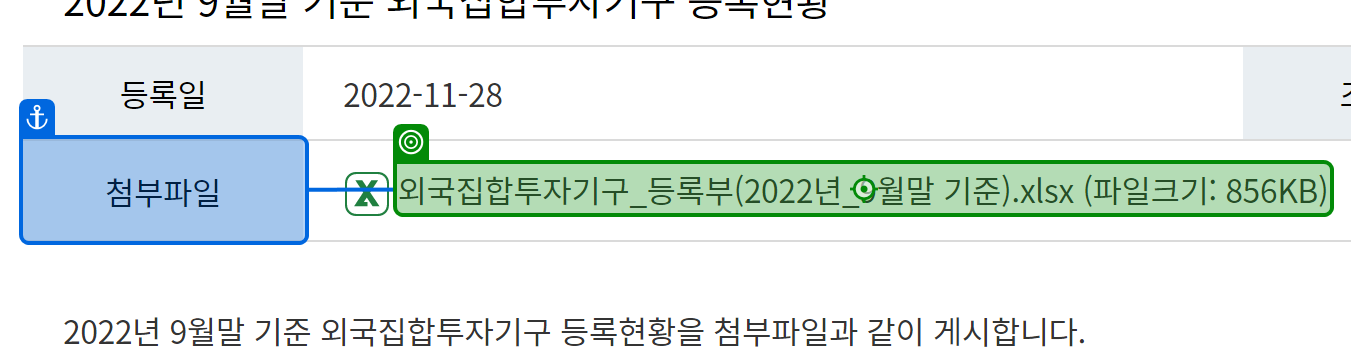 2022년 9월말 기준 외국집합투자기구 등록현황
등록일 2022-11-28
첨부파일 외국집합투자기구_등록부(2022년_9월말 기준).xlsx (파일크기: 856KB)
2022년 9월말 기준 외국집합투자기구 등록현황을 첨부파일과 같이 게시합니다.